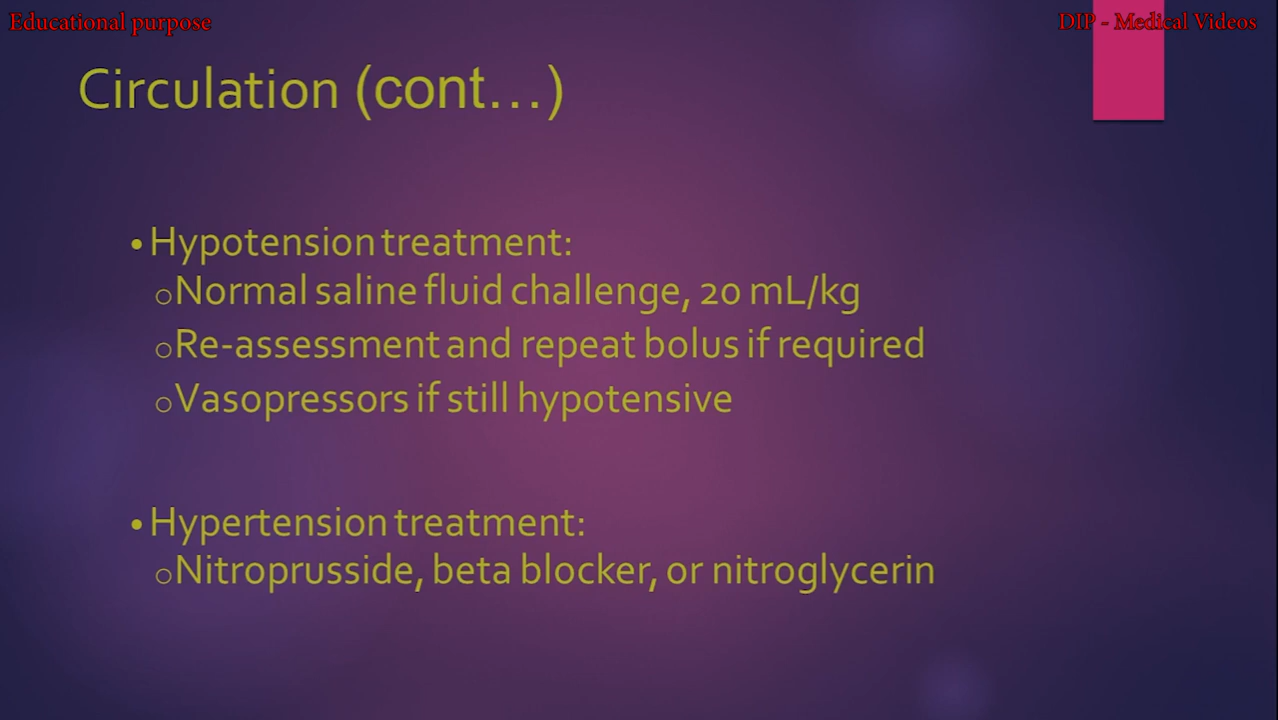 Educational purpose
DIP - Medical Videos
Circulation (cont...)
• Hypotension treatment:
o Normal saline fluid challenge, 20 mL/kg
o Re-assessment and repeat bolus if required
o Vasopressors if still hypotensive
• Hypertension treatment:
o Nitroprusside, beta blocker, or nitroglycerin